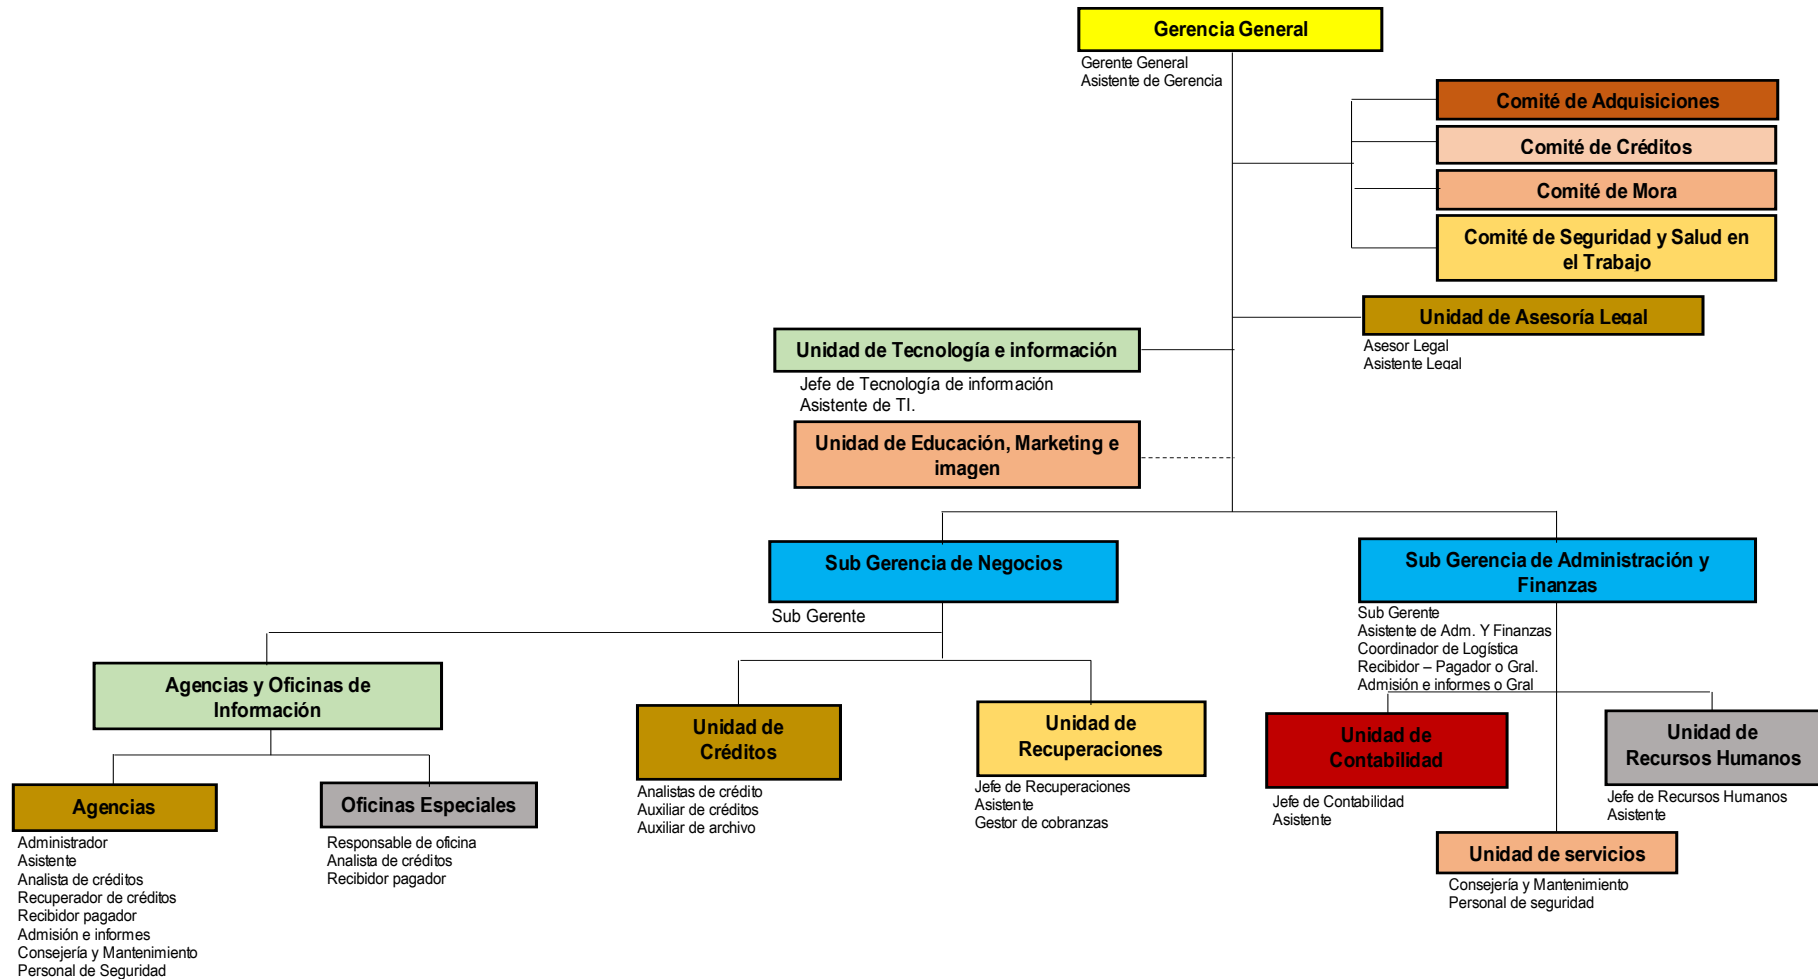 Gerencia General
Gerente General
Asistente de Gerencia
Comité de Adquisiciones
Comité de Créditos
Comité de Mora
Comité de Seguridad y Salud en
el Trabajo
Unidad de Asesoría Legal
Asesor Legal
Asistente Legal
Unidad de Tecnología e información
Jefe de Tecnología de información
Asistente de TI.
Unidad de Educación, Marketing e
imagen
Sub Gerencia de Negocios
Sub Gerente
Sub Gerencia de Administración y
Finanzas
Sub Gerente
Asistente de Adm. Y Finanzas
Coordinador de Logística
Recibidor – Pagador o Gral.
Admisión e informes o Gral
Agencias y Oficinas de
Información
Agencias
Administrador
Asistente
Analista de créditos
Recuperador de créditos
Recibidor pagador
Admisión e informes
Consejería y Mantenimiento
Personal de Seguridad
Oficinas Especiales
Responsable de oficina
Analista de créditos
Recibidor pagador
Unidad de
Créditos
Analistas de crédito
Auxiliar de créditos
Auxiliar de archivo
Unidad de
Recuperaciones
Jefe de Recuperaciones
Asistente
Gestor de cobranzas
Unidad de
Contabilidad
Jefe de Contabilidad
Asistente
Unidad de
Recursos Humanos
Jefe de Recursos Humanos
Asistente
Unidad de servicios
Consejería y Mantenimiento
Personal de seguridad